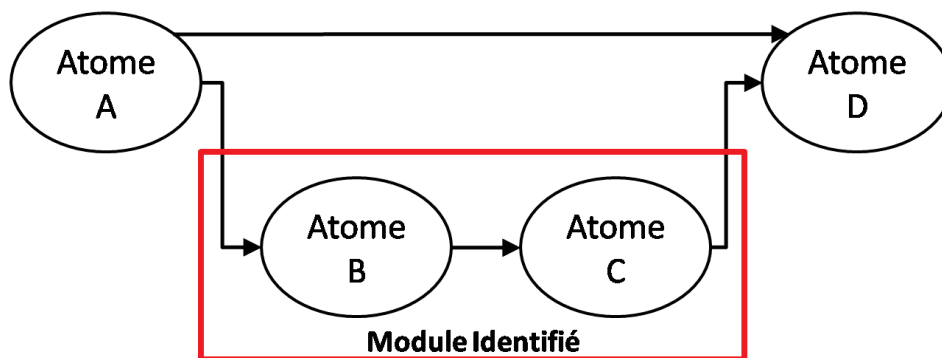 Atome
A
Atome
D
Atome
B
Atome
C
Module Identifié